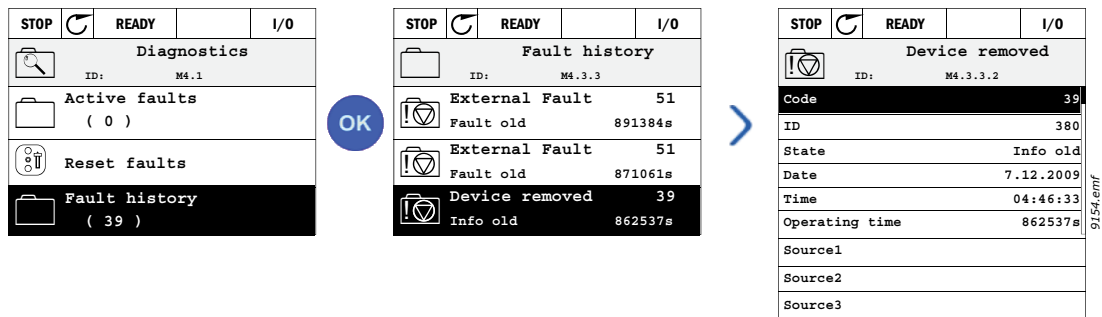 STOP READY I/O
Diagnostics
ID: M4.1
Active faults
( 0 )
Reset faults
Fault history
( 39 )
OK
STOP READY I/O
Fault history
ID: M4.3.3
External Fault 51
Fault old 891384s
External Fault 51
Fault old 871061s
Device removed 39
Info old 862537s
STOP READY I/O
Device removed
ID: M4.3.3.2
Code 39
ID 380
State Info old
Date 7.12.2009
Time 04:46:33
Operating time 862537s
Source1
Source2
Source3
9154.emf